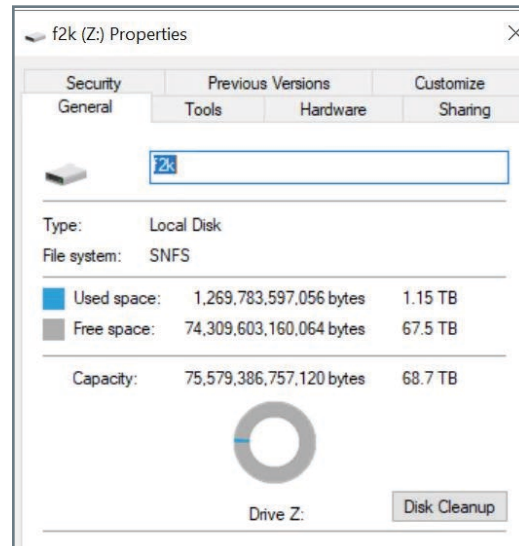 f2k (Z:) Properties
Security Previous Versions Customize
General Tools Hardware Sharing
f2k
Type: Local Disk
File system: SNFS
Used space: 1,269,783,597,056 bytes 1.15 TB
Free space: 74,309,603,160,064 bytes 67.5 TB
Capacity: 75,579,386,757,120 bytes 68.7 TB
Drive Z:
Disk Cleanup